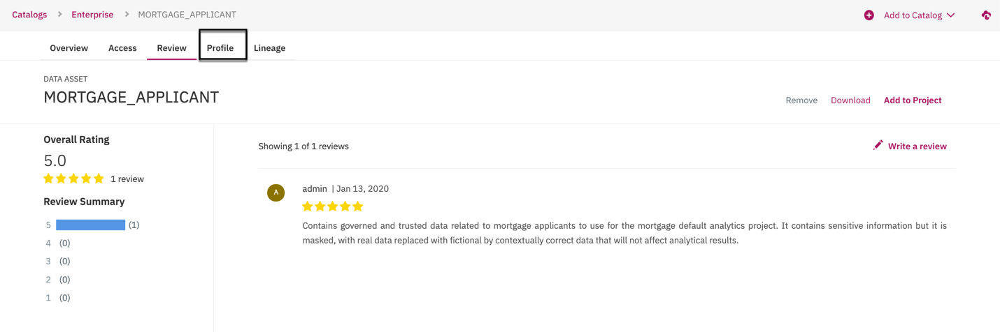 Catalogs > Enterprise > MORTGAGE_APPLICANT
Add to Catalog
Overview Access Review Profile Lineage
DATA ASSET
MORTGAGE_APPLICANT
Remove Download Add to Project
Overall Rating
5.0
1 review
Review Summary
5 (1)
4 (0)
3 (0)
2 (0)
1 (0)
Showing 1 of 1 reviews
Write a review
A
admin | Jan 13, 2020
Contains governed and trusted data related to mortgage applicants to use for the mortgage default analytics project. It contains sensitive information but it is
masked, with real data replaced with fictional by contextually correct data that will not affect analytical results.